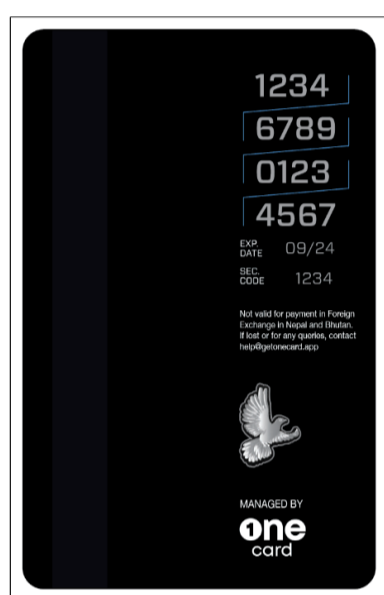 1234
6789
0123
4567
EXP. DATE 09/24
SEC. CODE 1234
Not valid for payment in Foreign
Exchange in Nepal and Bhutan.
If lost or for any queries, contact
help@getonecard.app
MANAGED BY
one
card